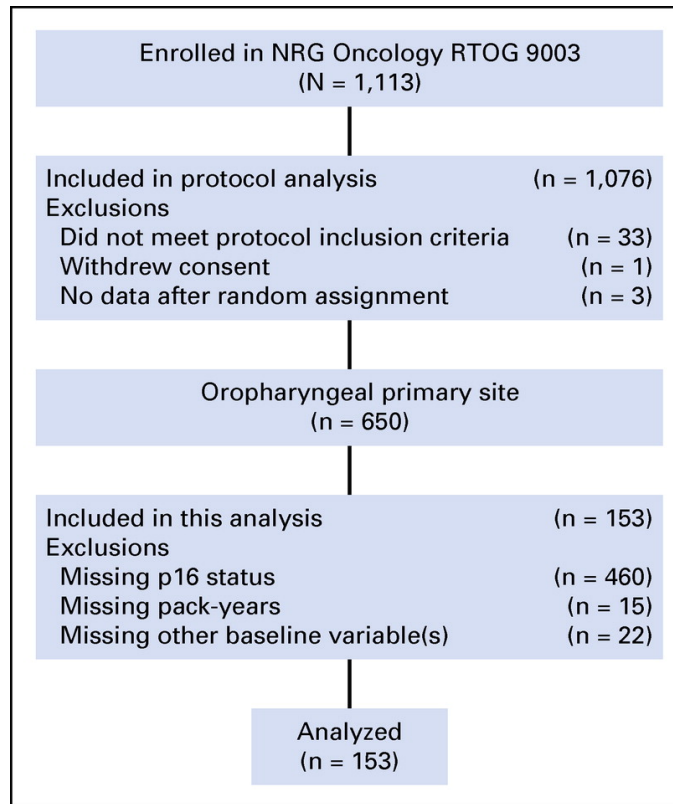 Enrolled in NRG Oncology RTOG 9003
(N = 1,113)
Included in protocol analysis (n = 1,076)
Exclusions
Did not meet protocol inclusion criteria (n = 33)
Withdrew consent (n = 1)
No data after random assignment (n = 3)
Oropharyngeal primary site
(n = 650)
Included in this analysis (n = 153)
Exclusions
Missing p16 status (n = 460)
Missing pack-years (n = 15)
Missing other baseline variable(s) (n = 22)
Analyzed
(n = 153)